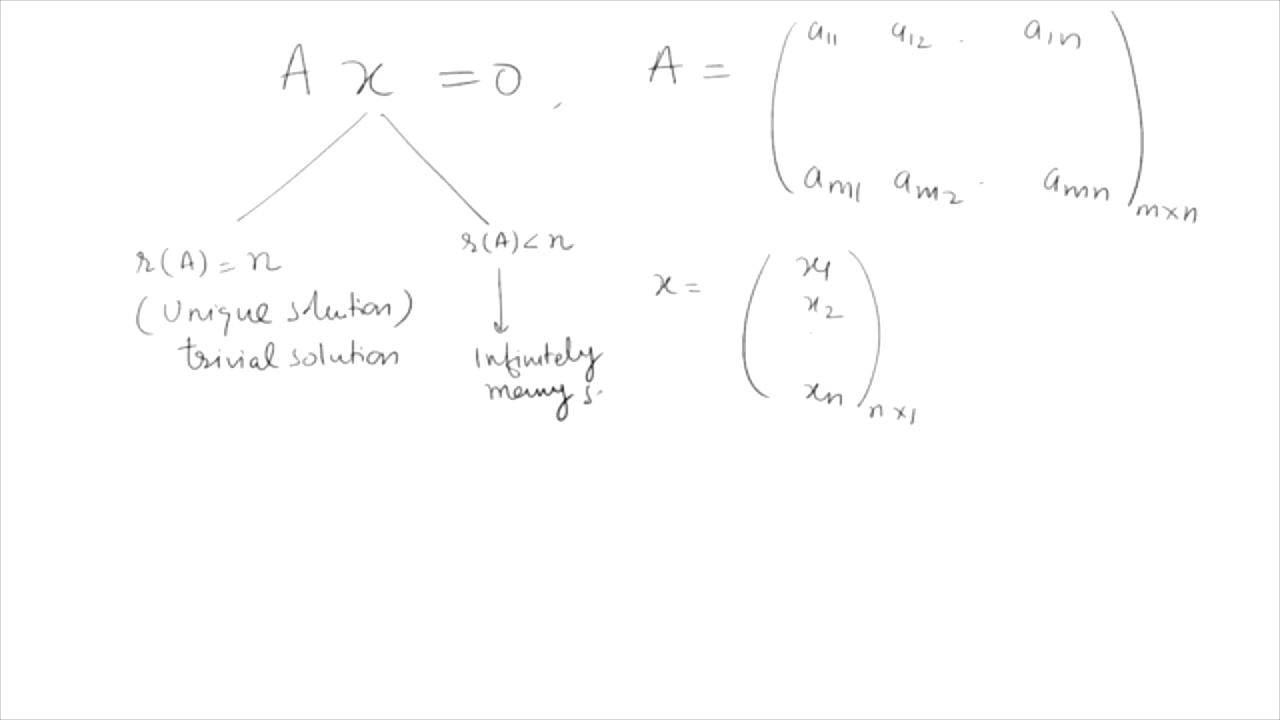 A x = 0,
r(A) = n
(Unique solution)
trivial solution
r(A) < n
Infinitely
many s.
A =
a11 a12 . a1n
am1 am2 . amn
m×n
x =
x1
x2
.
xn
n×1